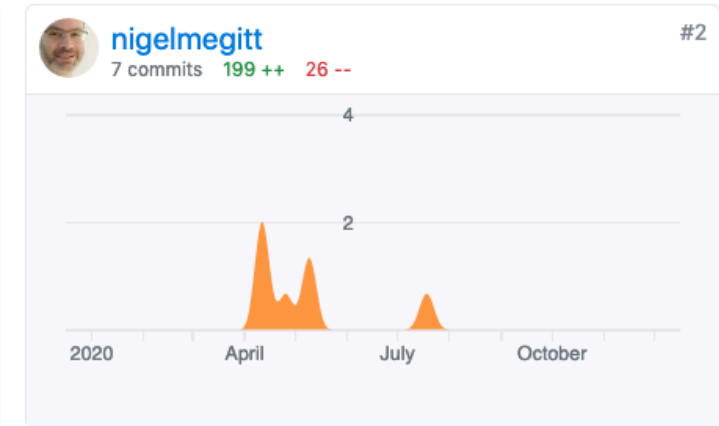 nigelmegitt
#2
7 commits 199 ++ 26 --
4
2
2020 April July October